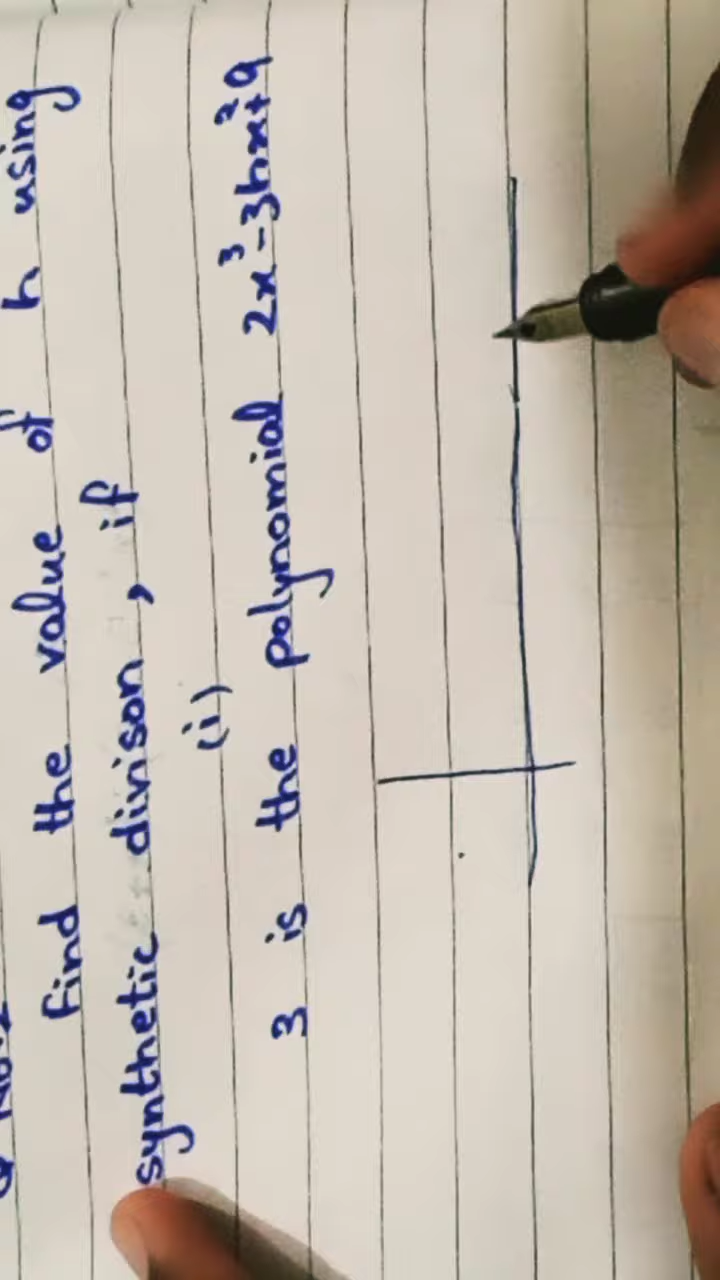 Find the value of h using
synthetic divison, if
(i)
3 is the polynomial 2x³-3hx²+9